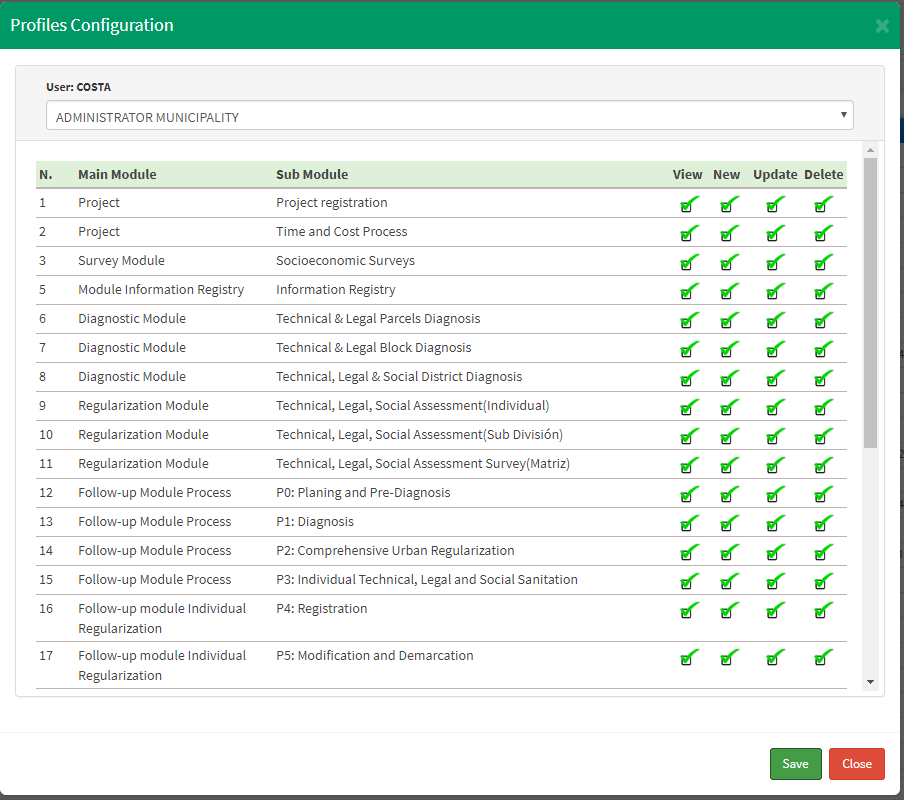 Profiles Configuration
User: COSTA
ADMINISTRATOR MUNICIPALITY
N. Main Module Sub Module View New Update Delete
1 Project Project registration
2 Project Time and Cost Process
3 Survey Module Socioeconomic Surveys
5 Module Information Registry Information Registry
6 Diagnostic Module Technical & Legal Parcels Diagnosis
7 Diagnostic Module Technical & Legal Block Diagnosis
8 Diagnostic Module Technical, Legal & Social District Diagnosis
9 Regularization Module Technical, Legal, Social Assessment(Individual)
10 Regularization Module Technical, Legal, Social Assessment(Sub División)
11 Regularization Module Technical, Legal, Social Assessment Survey(Matriz)
12 Follow-up Module Process P0: Planing and Pre-Diagnosis
13 Follow-up Module Process P1: Diagnosis
14 Follow-up Module Process P2: Comprehensive Urban Regularization
15 Follow-up Module Process P3: Individual Technical, Legal and Social Sanitation
16 Follow-up module Individual P4: Registration
Regularization
17 Follow-up module Individual P5: Modification and Demarcation
Regularization
Save Close